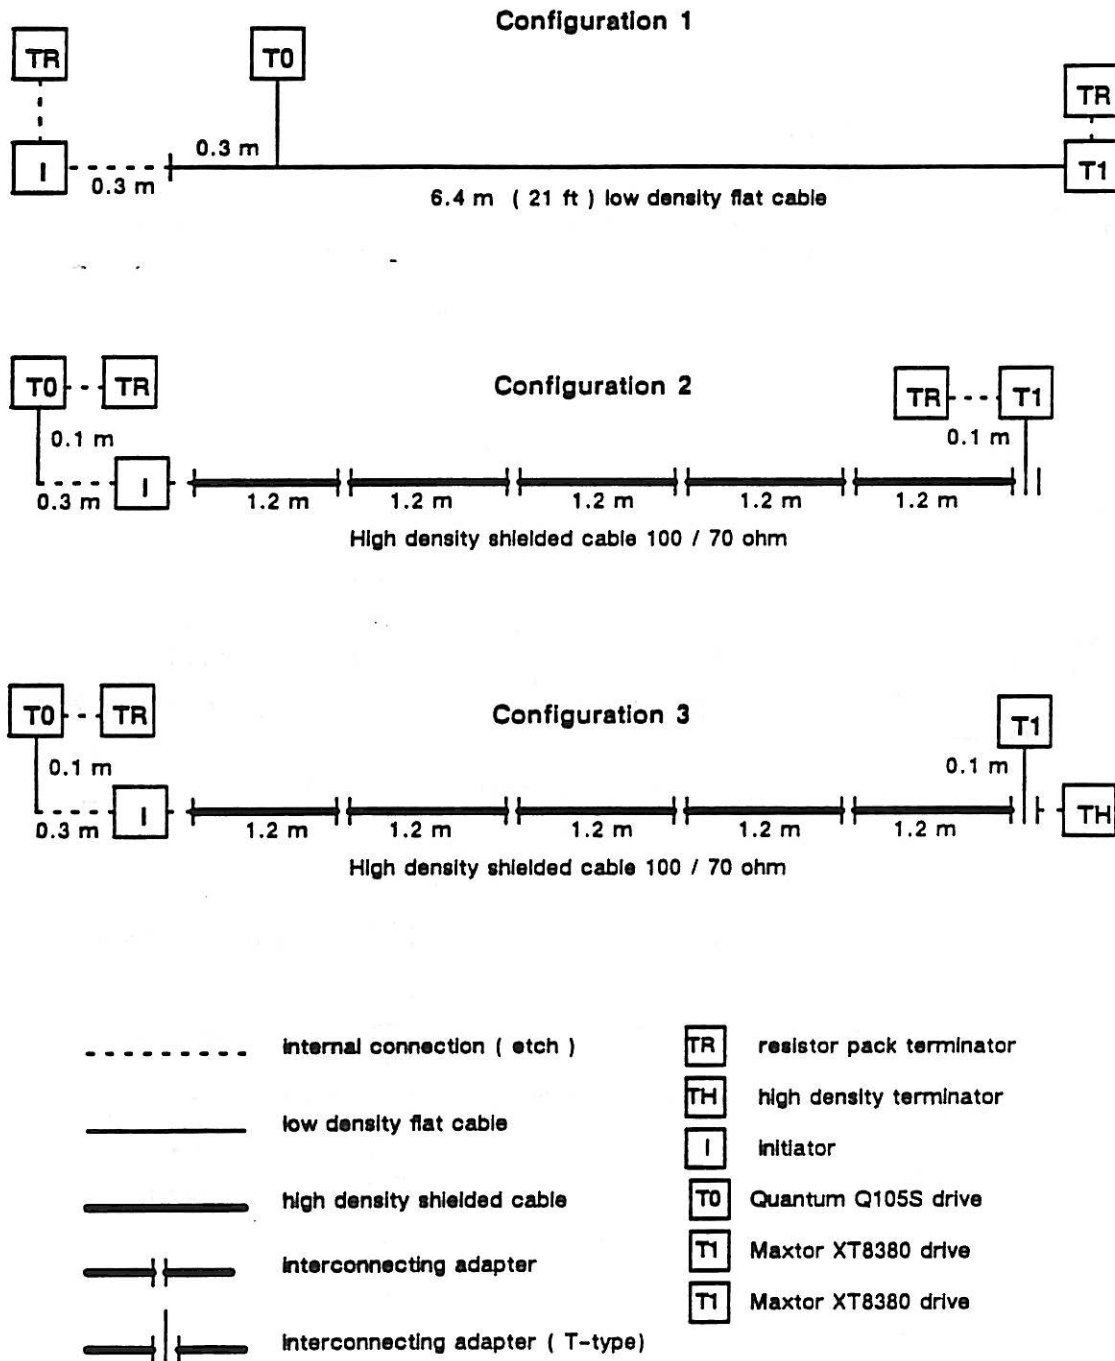 Configuration 1
TR
T0
TR
0.3 m
I
0.3 m
T1
6.4 m ( 21 ft ) low density flat cable
T0
TR
Configuration 2
TR
T1
0.1 m
0.1 m
0.3 m
I
1.2 m
1.2 m
1.2 m
1.2 m
1.2 m
High density shielded cable 100 / 70 ohm
T0
TR
Configuration 3
T1
0.1 m
0.1 m
0.3 m
I
1.2 m
1.2 m
1.2 m
1.2 m
1.2 m
TH
High density shielded cable 100 / 70 ohm
internal connection ( etch )
low density flat cable
high density shielded cable
interconnecting adapter
interconnecting adapter ( T-type)
TR resistor pack terminator
TH high density terminator
I initiator
T0 Quantum Q105S drive
T1 Maxtor XT8380 drive
T1 Maxtor XT8380 drive